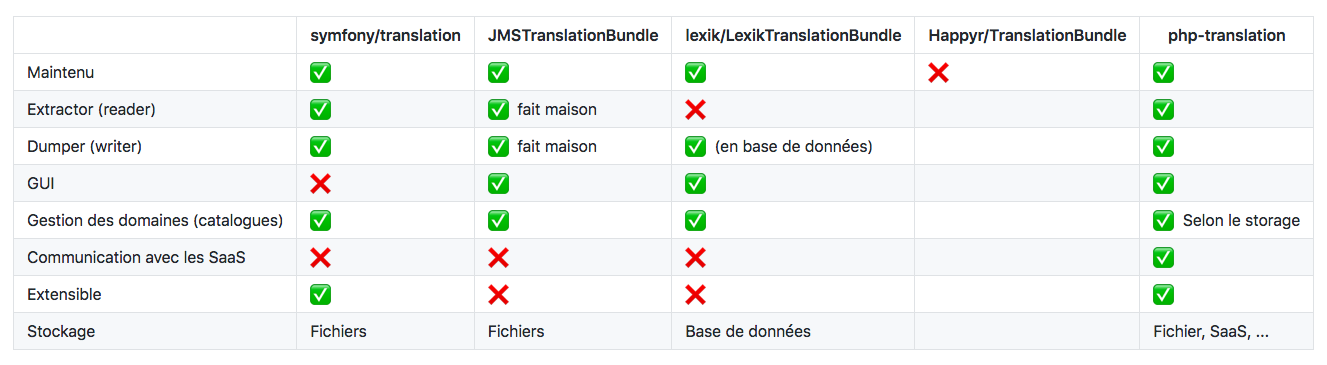 symfony/translation JMSTranslationBundle lexik/LexikTranslationBundle Happyr/TranslationBundle php-translation
Maintenu ✅ ✅ ✅ ❌ ✅
Extractor (reader) ✅ ✅ fait maison ❌ ✅
Dumper (writer) ✅ ✅ fait maison ✅ (en base de données) ✅
GUI ❌ ✅ ✅ ✅
Gestion des domaines (catalogues) ✅ ✅ ✅ ✅ Selon le storage
Communication avec les SaaS ❌ ❌ ❌ ✅
Extensible ✅ ❌ ❌ ✅
Stockage Fichiers Fichiers Base de données Fichier, SaaS, ...